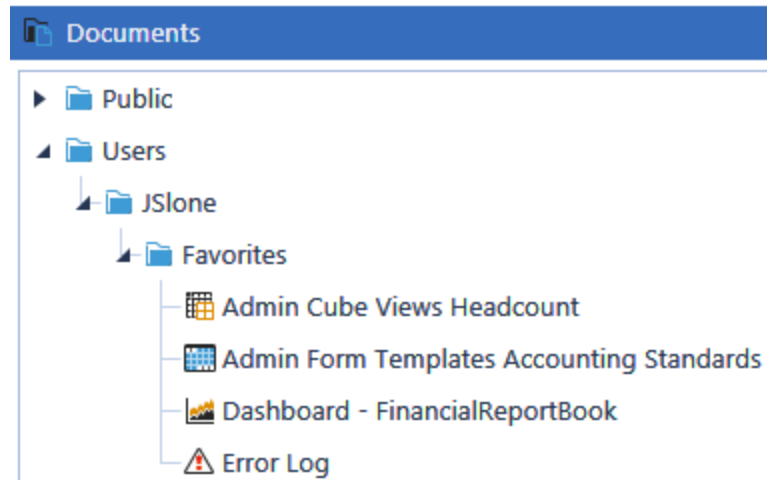 Documents
Public
Users
JSlone
Favorites
Admin Cube Views Headcount
Admin Form Templates Accounting Standards
Dashboard - FinancialReportBook
Error Log